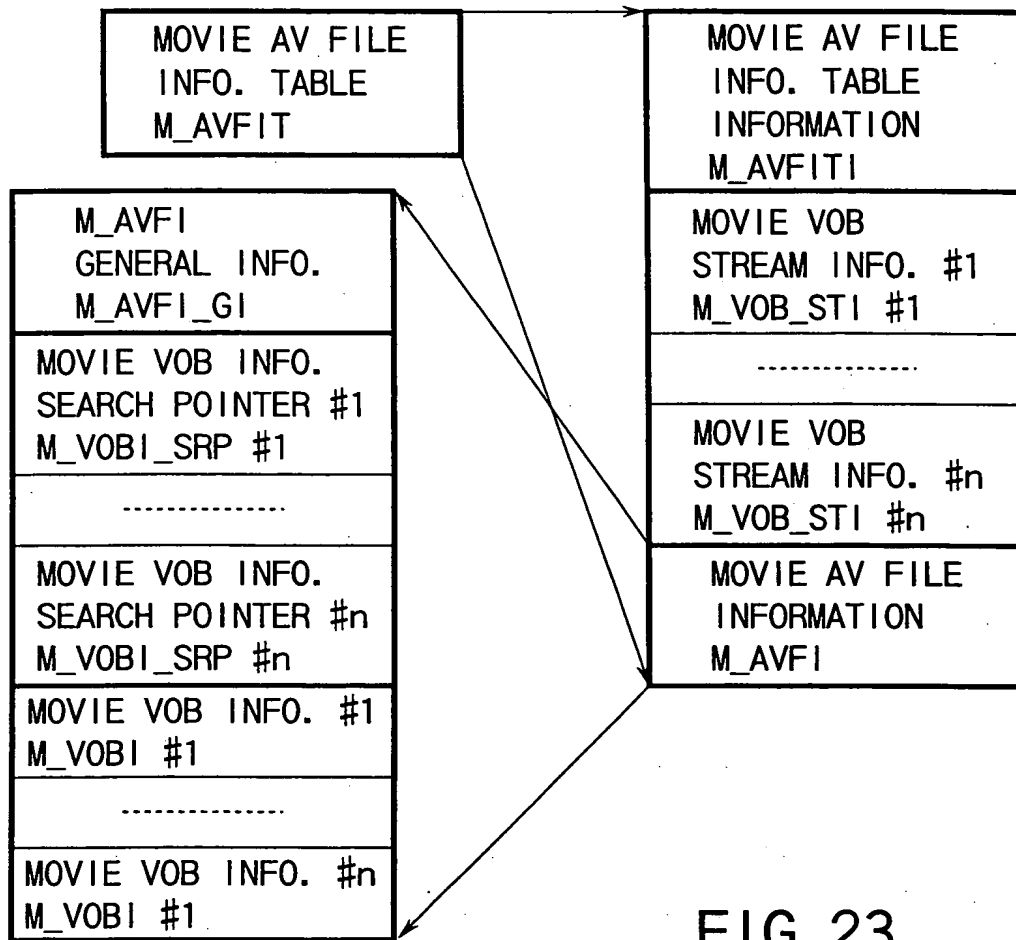 MOVIE AV FILE
INFO. TABLE
M_AVFIT
MOVIE AV FILE
INFO. TABLE
INFORMATION
M_AVFITI
MOVIE VOB
STREAM INFO. #1
M_VOB_STI #1
MOVIE VOB
STREAM INFO. #n
M_VOB_STI #n
MOVIE AV FILE
INFORMATION
M_AVFI
M_AVFI
GENERAL INFO.
M_AVFI_GI
MOVIE VOB INFO.
SEARCH POINTER #1
M_VOBI_SRP #1
MOVIE VOB INFO.
SEARCH POINTER #n
M_VOBI_SRP #n
MOVIE VOB INFO. #1
M_VOBI #1
MOVIE VOB INFO. #n
M_VOBI #1
FIG. 23